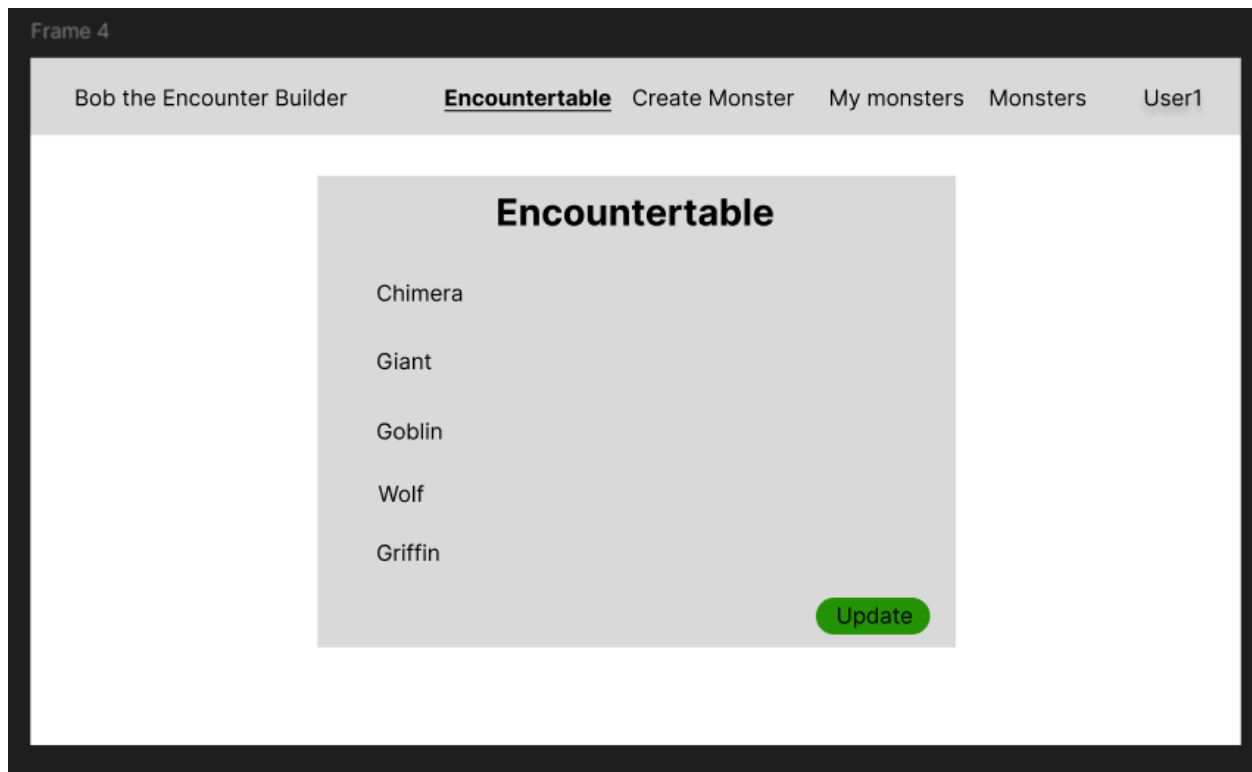 Frame 4
Bob the Encounter Builder Encountertable Create Monster My monsters Monsters User1
Encountertable
Chimera
Giant
Goblin
Wolf
Griffin
Update